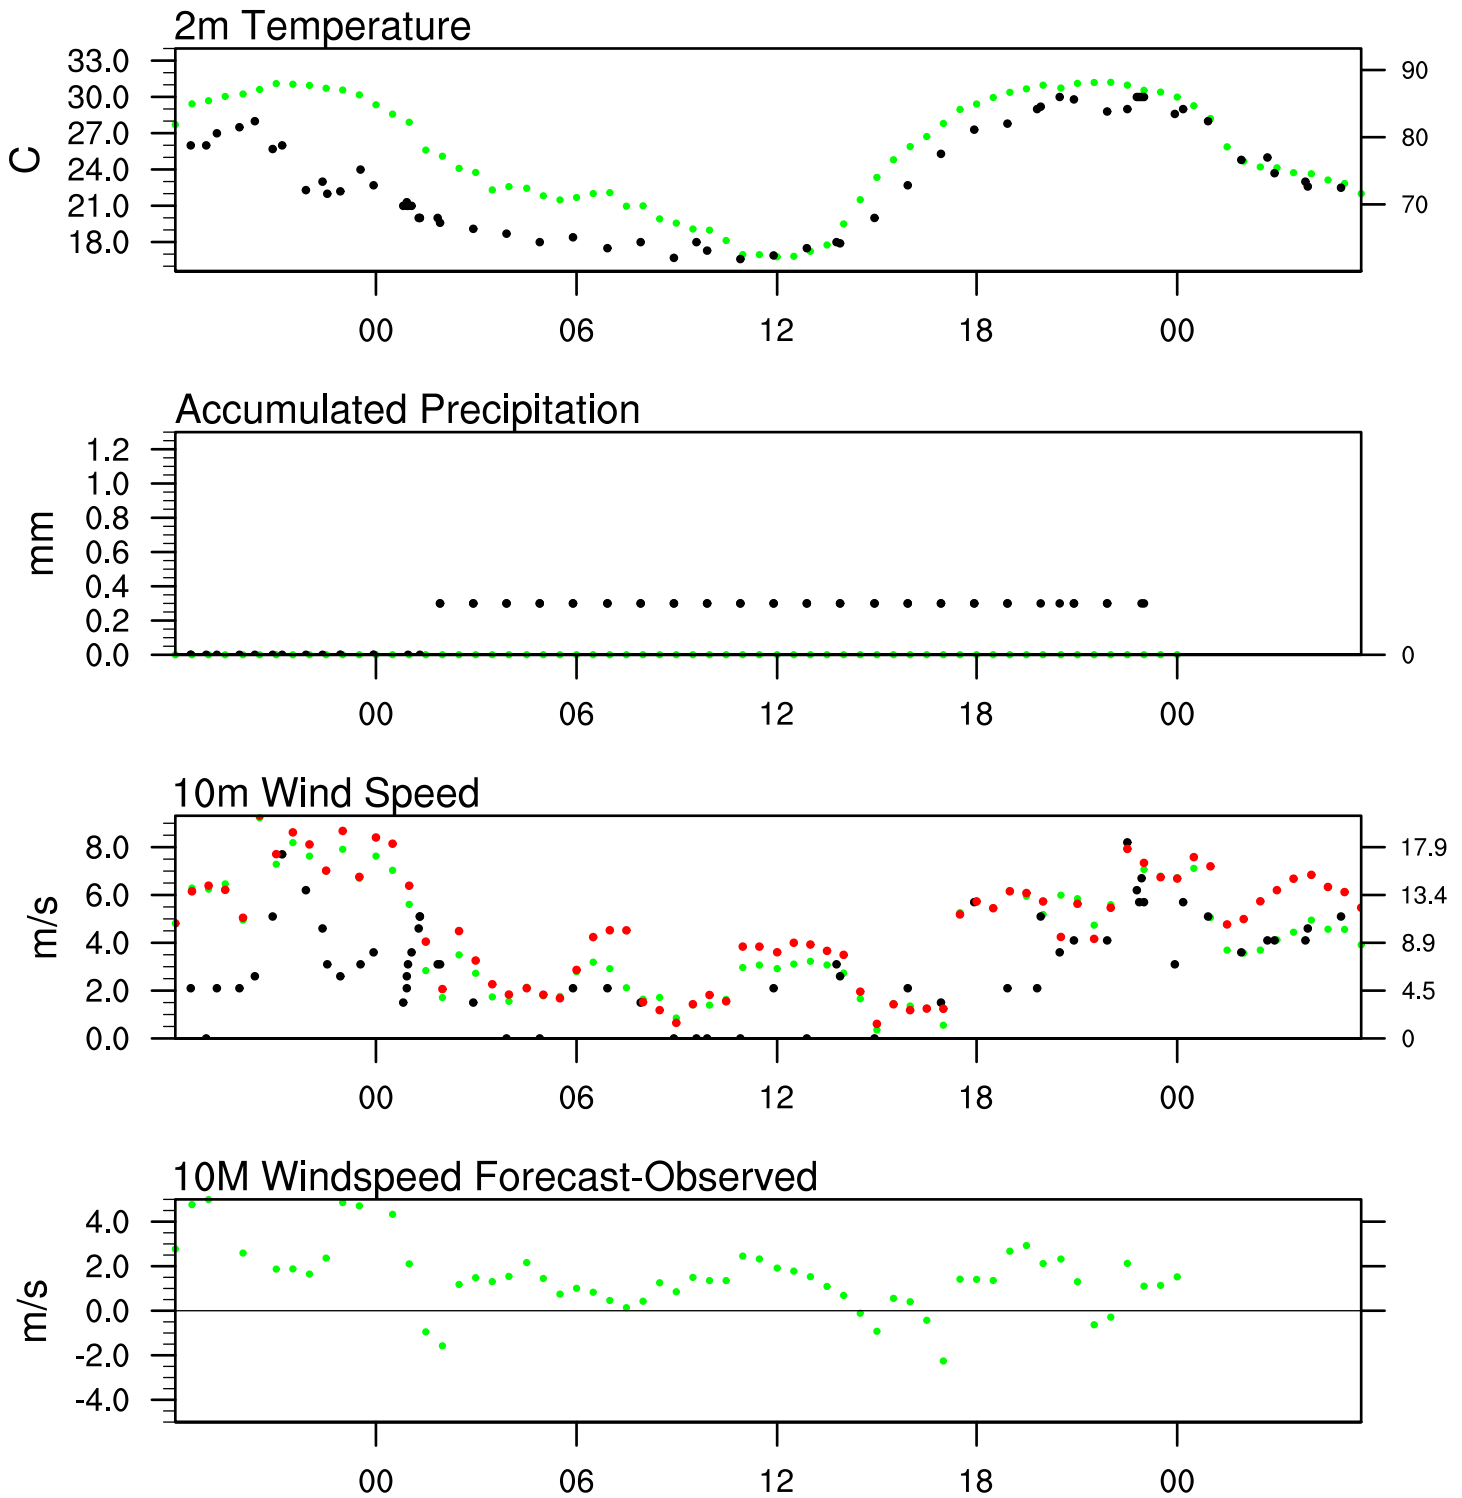 2m Temperature
33.0
30.0
27.0
24.0
21.0
18.0
C
90
80
70
00 06 12 18 00
Accumulated Precipitation
1.2
1.0
0.8
0.6
0.4
0.2
0.0
mm
0
00 06 12 18 00
10m Wind Speed
8.0
6.0
4.0
2.0
0.0
m/s
17.9
13.4
8.9
4.5
0
00 06 12 18 00
10M Windspeed Forecast-Observed
4.0
2.0
0.0
-2.0
-4.0
m/s
00 06 12 18 00